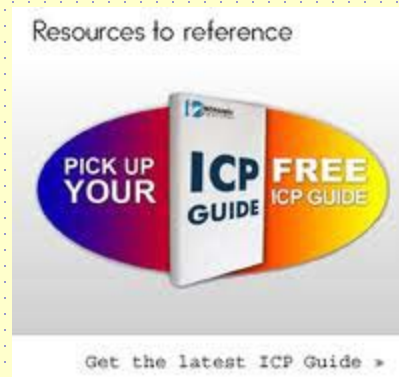 Resources to reference
PICK UP
YOUR
ICP
GUIDE
FREE
ICP GUIDE
Get the latest ICP Guide »